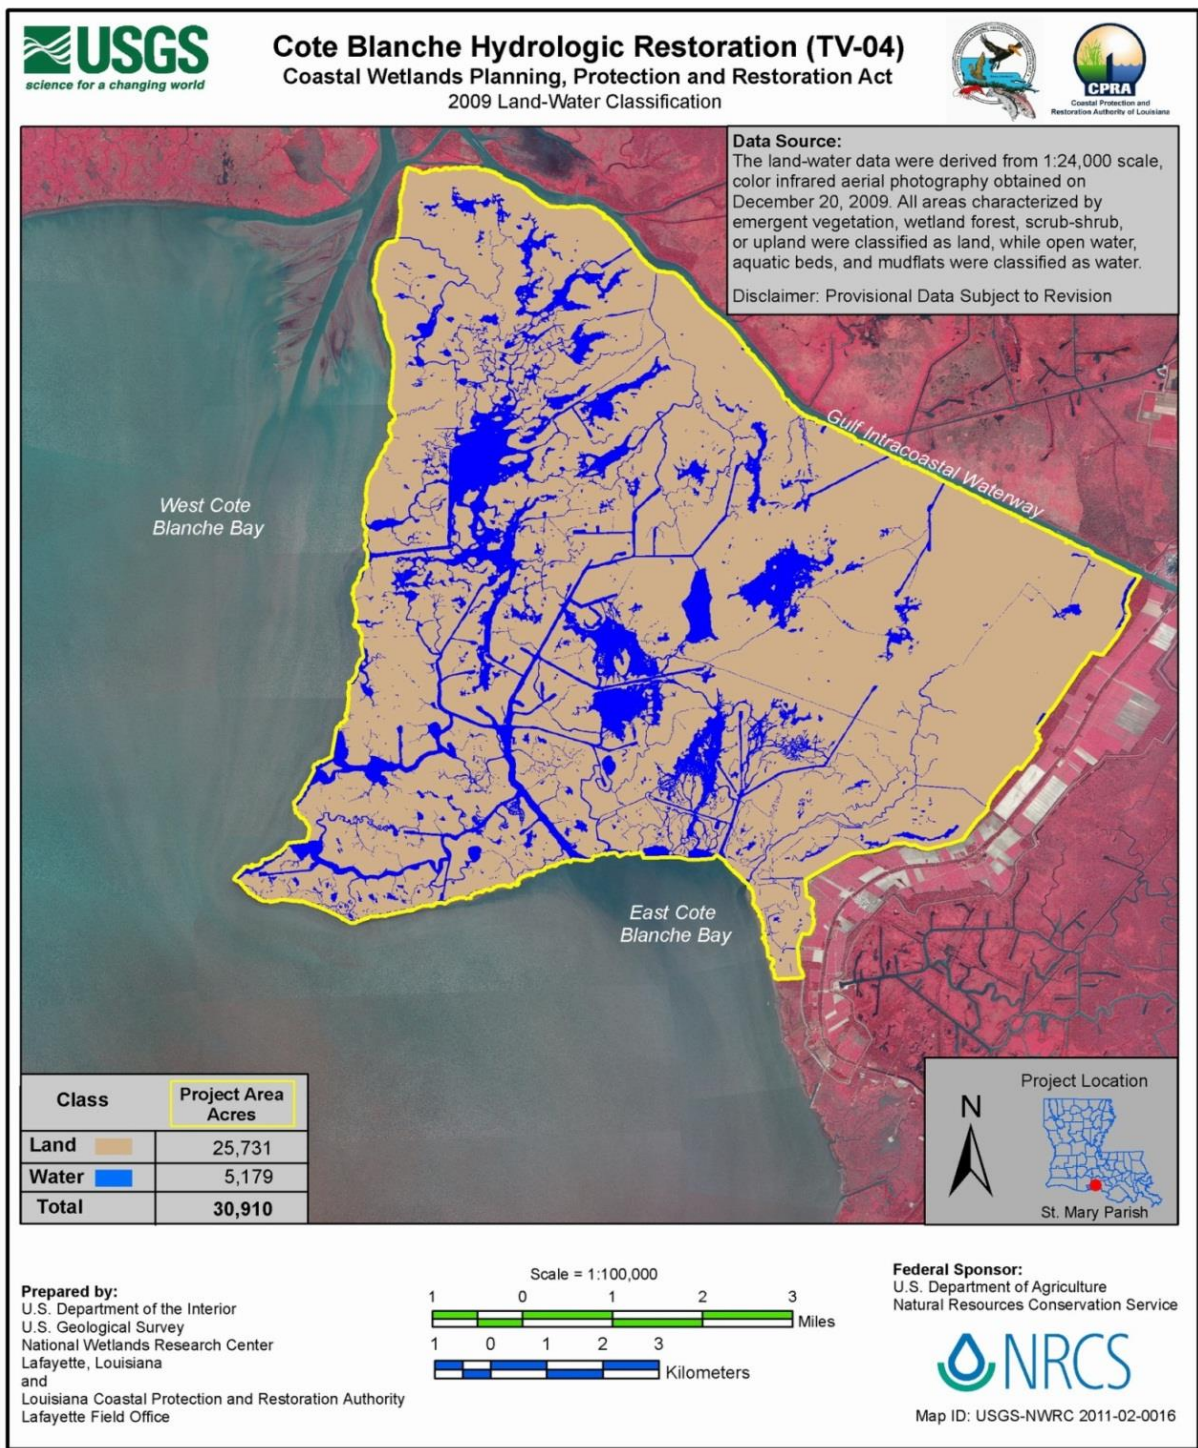 USGS
science for a changing world
Cote Blanche Hydrologic Restoration (TV-04)
Coastal Wetlands Planning, Protection and Restoration Act
2009 Land-Water Classification
CPRA
Coastal Protection and
Restoration Authority of Louisiana
Data Source:
The land-water data were derived from 1:24,000 scale,
color infrared aerial photography obtained on
December 20, 2009. All areas characterized by
emergent vegetation, wetland forest, scrub-shrub,
or upland were classified as land, while open water,
aquatic beds, and mudflats were classified as water.
Disclaimer: Provisional Data Subject to Revision
Gulf Intracoastal Waterway
West Cote
Blanche Bay
East Cote
Blanche Bay
Class Project Area
Acres
Land 25,731
Water 5,179
Total 30,910
Project Location
N
St. Mary Parish
Prepared by:
U.S. Department of the Interior
U.S. Geological Survey
National Wetlands Research Center
Lafayette, Louisiana
and
Louisiana Coastal Protection and Restoration Authority
Lafayette Field Office
Scale = 1:100,000
1 0 1 2 3
Miles
1 0 1 2 3
Kilometers
Federal Sponsor:
U.S. Department of Agriculture
Natural Resources Conservation Service
NRCS
Map ID: USGS-NWRC 2011-02-0016